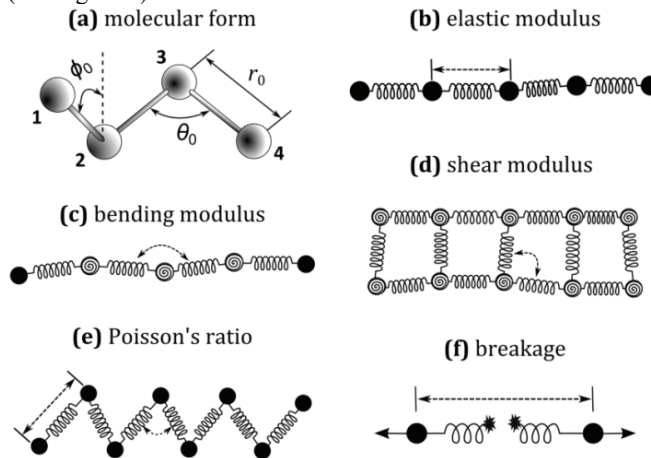 (a) molecular form
ϕ0
1
2
3
4
r0
θ0
(b) elastic modulus
(c) bending modulus
(d) shear modulus
(e) Poisson's ratio
(f) breakage